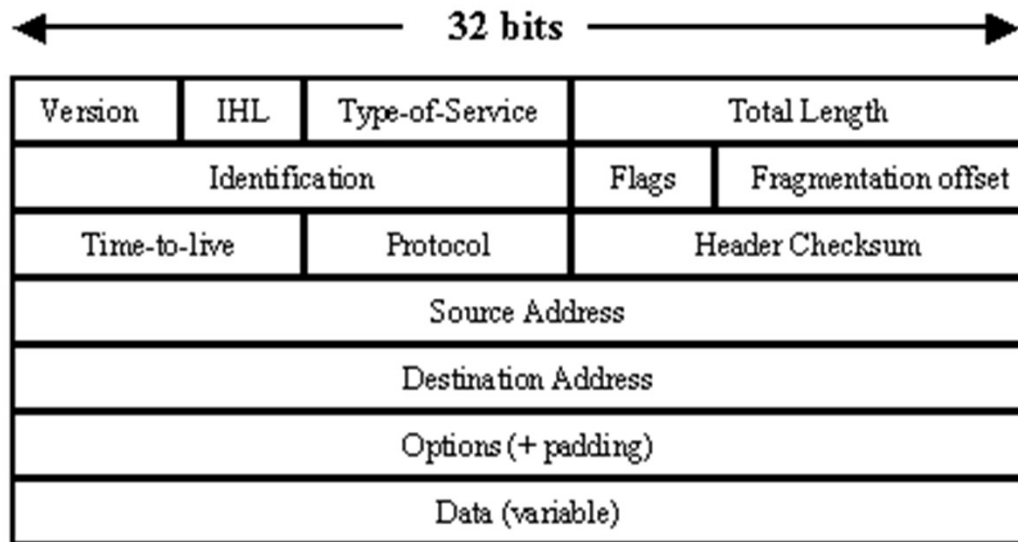 32 bits
Version IHL Type-of-Service Total Length
Identification Flags Fragmentation offset
Time-to-live Protocol Header Checksum
Source Address
Destination Address
Options (+ padding)
Data (variable)